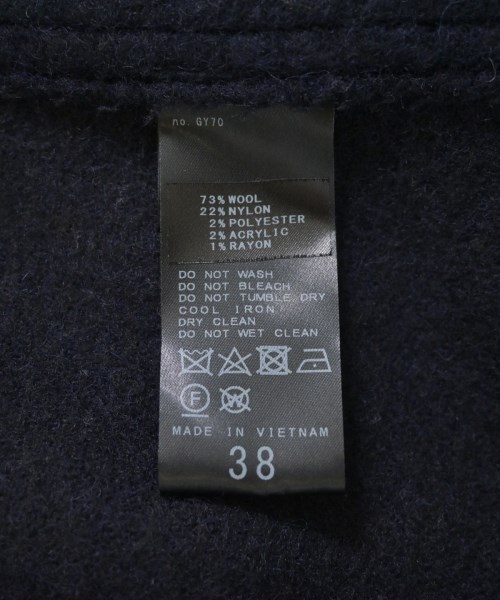 no. GY70
73%WOOL
22%NYLON
2%POLYESTER
2%ACRYLIC
1%RAYON
DO NOT WASH
DO NOT BLEACH
DO NOT TUMBLE DRY
COOL IRON
DRY CLEAN
DO NOT WET CLEAN
F W
MADE IN VIETNAM
38